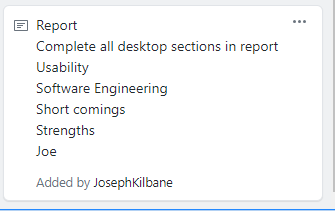 Report
Complete all desktop sections in report
Usability
Software Engineering
Short comings
Strengths
Joe
Added by JosephKilbane